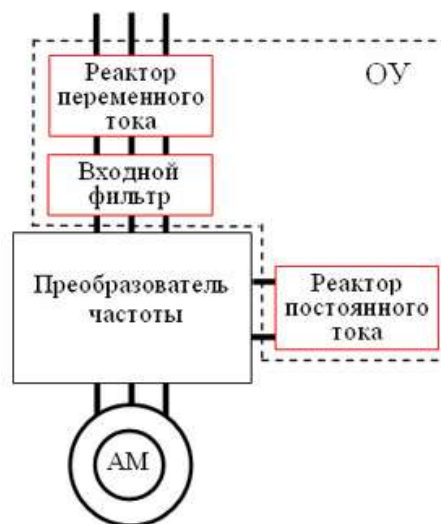 Реактор
переменного
тока
ОУ
Входной
фильтр
Преобразователь
частоты
Реактор
постоянного
тока
АМ